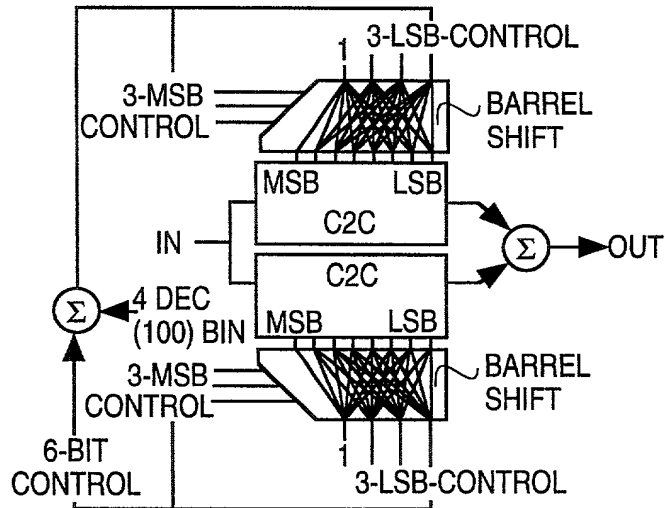 1
3-LSB-CONTROL
3-MSB
CONTROL
BARREL
SHIFT
MSB
LSB
C2C
IN
Σ
OUT
C2C
Σ
4 DEC
(100) BIN
MSB
LSB
3-MSB
CONTROL
BARREL
SHIFT
6-BIT
CONTROL
1
3-LSB-CONTROL